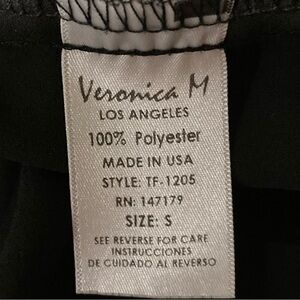 Veronica M
LOS ANGELES
100% Polyester
MADE IN USA
STYLE: TF-1205
RN: 147179
SIZE: S
SEE REVERSE FOR CARE
INSTRUCCIONES
DE CUIDADO AL REVERSO